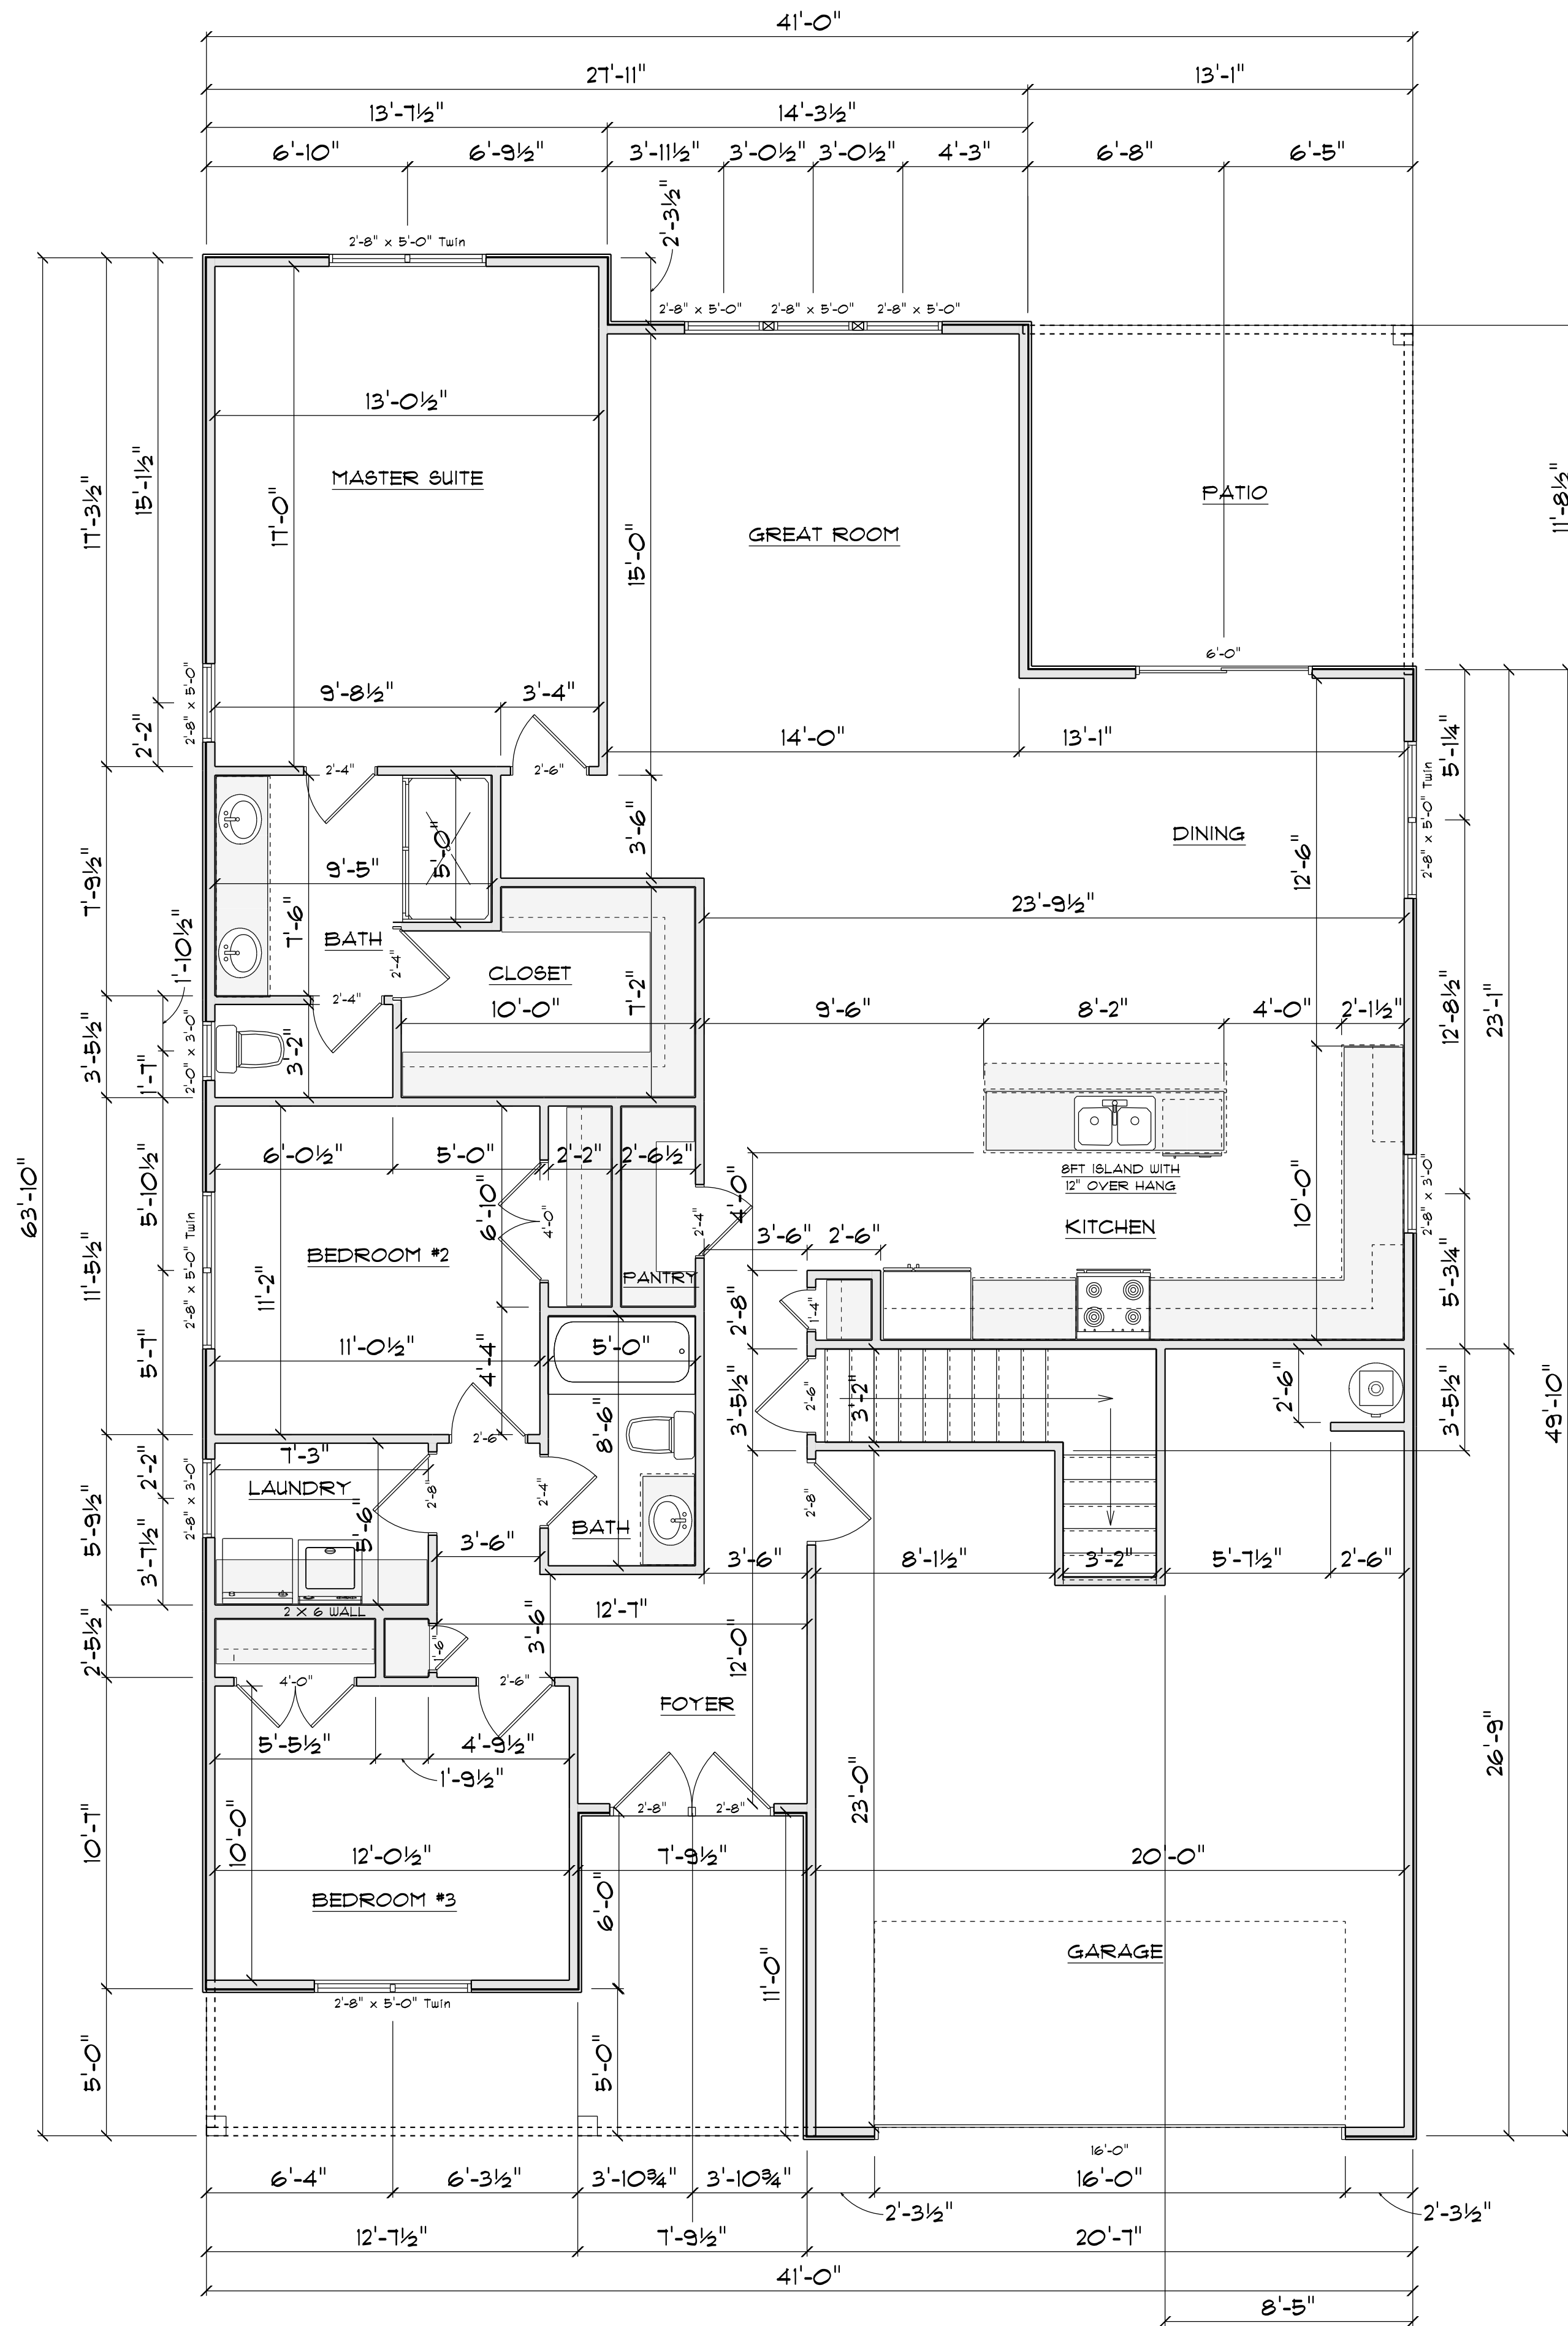 41'-0"
27'-11" 13'-1"
13'-7½" 14'-3½"
6'-10" 6'-9½" 3'-11½" 3'-0½" 3'-0½" 4'-3" 6'-8" 6'-5"
2'-3½"
2'-8" x 5'-0" Twin
2'-8" x 5'-0" 2'-8" x 5'-0" 2'-8" x 5'-0"
13'-0½"
MASTER SUITE
17'-3½"
15'-1½"
17'-0"
15'-0"
GREAT ROOM
PATIO
11'-8½"
6'-0"
2'-2"
2'-8" x 5'-0"
9'-8½" 3'-4"
14'-0" 13'-1"
5'-1¼"
2'-4" 2'-6"
2'-8" x 5'-0" Twin
DINING
3'-6"
5'-0"
12'-6"
7'-9½"
9'-5"
7'-6"
23'-9½"
1'-10½"
BATH
2'-4"
CLOSET
7'-2"
2'-4"
10'-0" 9'-6" 8'-2" 4'-0" 2'-1½"
12'-8½"
23'-1"
3'-5½"
1'-7"
2'-0" x 3'-0"
3'-2"
63'-10"
6'-0½" 5'-0" 2'-2" 2'-6½"
8FT ISLAND WITH
12" OVER HANG
5'-10½"
6'-10"
4'-0"
2'-4"
4'-0"
10'-0"
2'-8" x 3'-0"
KITCHEN
BEDROOM #2
3'-6" 2'-6"
PANTRY
11'-5½"
2'-8" x 5'-0" Twin
11'-2"
2'-8"
1'-4"
5'-3¼"
11'-0½" 5'-0"
5'-7"
4'-4"
2'-6"
3'-5½"
2'-6"
3'-2"
2'-6"
3'-5½"
49'-10"
8'-6"
7'-3"
LAUNDRY
2'-2"
5'-9½"
3'-7½"
2'-8" x 3'-0"
5'-6"
2'-8"
2'-4"
2'-8"
BATH
3'-6" 3'-6" 8'-1½" 3'-2" 5'-7½" 2'-6"
2 X 6 WALL
12'-7"
2'-5½"
1'-6"
3'-6"
12'-0"
4'-0" 2'-6"
FOYER
26'-9"
5'-5½" 4'-9½"
1'-9½"
2'-8" 2'-8"
23'-0"
10'-7"
10'-0"
12'-0½" 7'-9½" 20'-0"
BEDROOM #3
6'-0"
11'-0"
GARAGE
2'-8" x 5'-0" Twin
5'-0"
5'-0"
16'-0"
6'-4" 6'-3½" 3'-10¾" 3'-10¾" 16'-0"
2'-3½" 2'-3½"
12'-7½" 7'-9½" 20'-7"
41'-0"
8'-5"